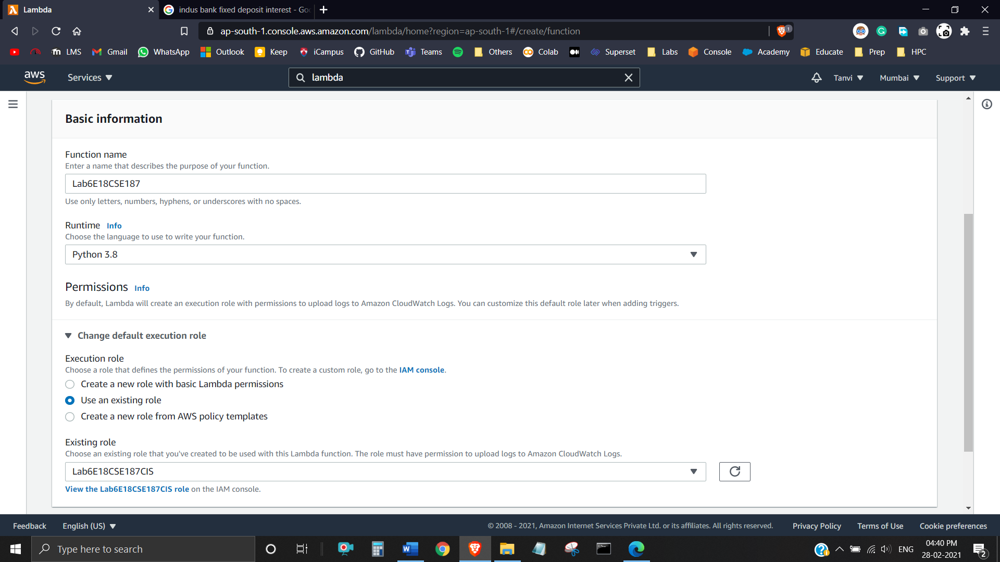 Lambda
indus bank fixed deposit interest - Goo
ap-south-1.console.aws.amazon.com/lambda/home?region=ap-south-1#/create/function
1
LMS Gmail WhatsApp Outlook Keep iCampus GitHub Teams Others Colab Superset Labs Console Academy Educate Prep HPC
aws Services lambda Tanvi Mumbai Support
Basic information
Function name
Enter a name that describes the purpose of your function.
Lab6E18CSE187
Use only letters, numbers, hyphens, or underscores with no spaces.
Runtime Info
Choose the language to use to write your function.
Python 3.8
Permissions Info
By default, Lambda will create an execution role with permissions to upload logs to Amazon CloudWatch Logs. You can customize this default role later when adding triggers.
Change default execution role
Execution role
Choose a role that defines the permissions of your function. To create a custom role, go to the IAM console.
Create a new role with basic Lambda permissions
Use an existing role
Create a new role from AWS policy templates
Existing role
Choose an existing role that you've created to be used with this Lambda function. The role must have permission to upload logs to Amazon CloudWatch Logs.
Lab6E18CSE187CIS
View the Lab6E18CSE187CIS role on the IAM console.
Feedback English (US) © 2008 - 2021, Amazon Internet Services Private Ltd. or its affiliates. All rights reserved. Privacy Policy Terms of Use Cookie preferences
Type here to search
ENG
04:40 PM
28-02-2021
2